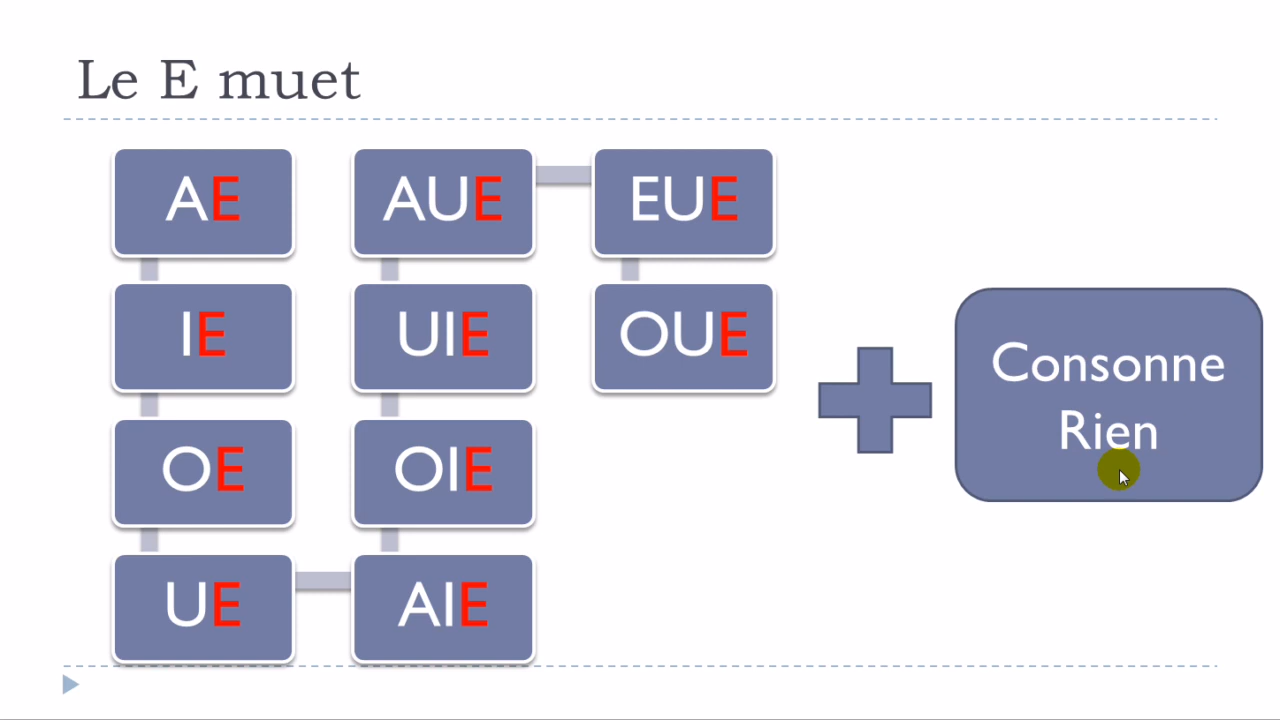 Le E muet
AE
IE
OE
UE
AIE
OIE
UIE
AUE
EUE
OUE
Consonne
Rien